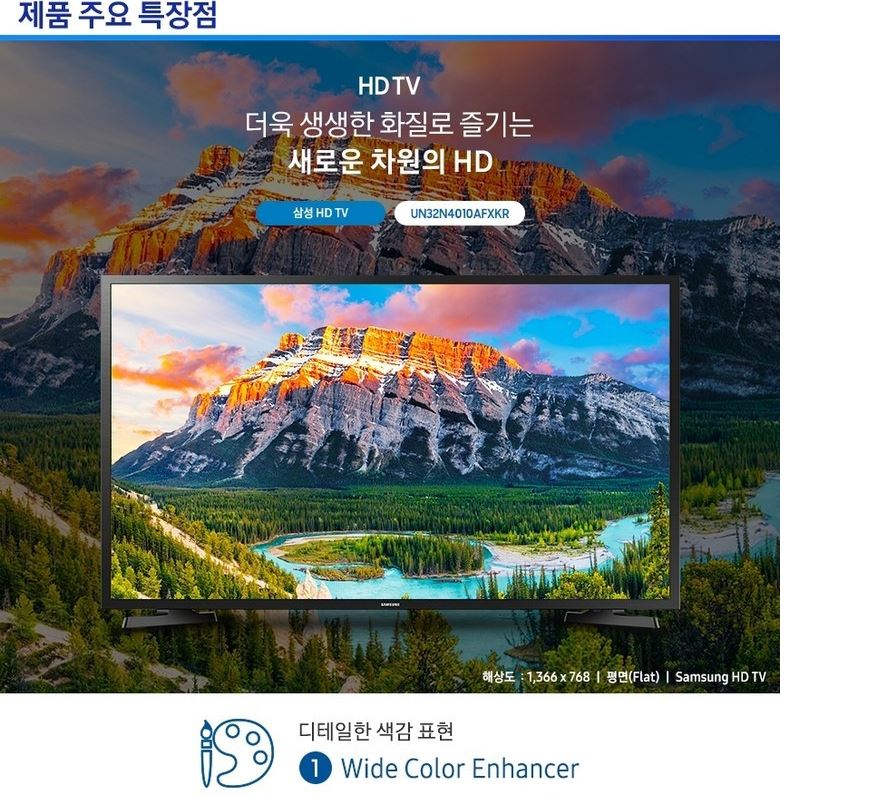 제품 주요 특장점
HD TV
더욱 생생한 화질로 즐기는
새로운 차원의 HD
삼성 HD TV
UN32N4010AFXKR
SAMSUNG
해상도 : 1,366 x 768 | 평면(Flat) | Samsung HD TV
디테일한 색감 표현
1 Wide Color Enhancer